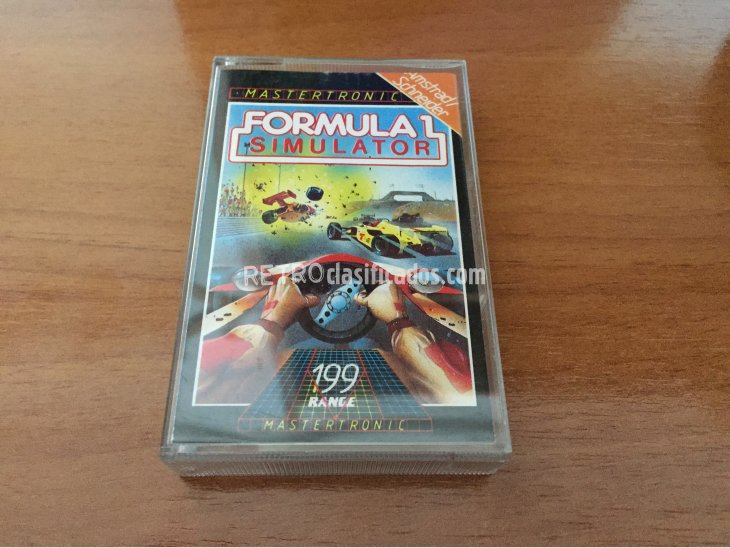 MASTERTRONIC
Amstrad/
Schneider
FORMULA 1
SIMULATOR
RETROclasificados.com
199
RANGE
MASTERTRONIC